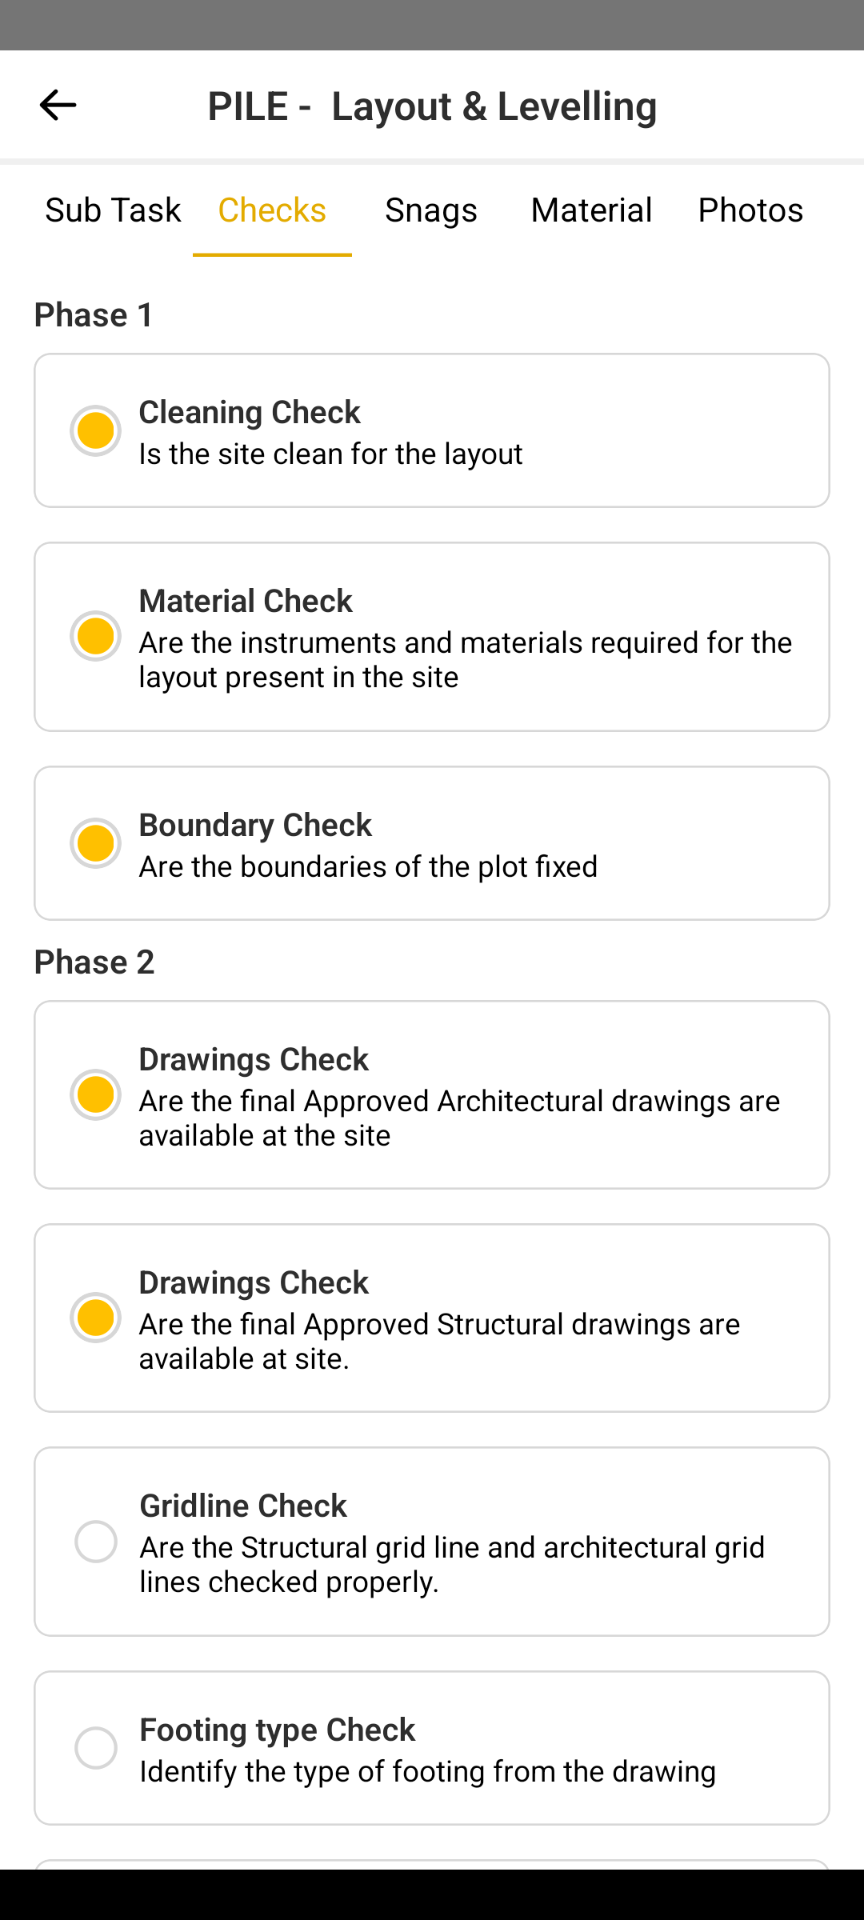 PILE -  Layout & Levelling
Sub Task Checks Snags Material Photos
Phase 1
Cleaning Check
Is the site clean for the layout
Material Check
Are the instruments and materials required for the
layout present in the site
Boundary Check
Are the boundaries of the plot fixed
Phase 2
Drawings Check
Are the final Approved Architectural drawings are
available at the site
Drawings Check
Are the final Approved Structural drawings are
available at site.
Gridline Check
Are the Structural grid line and architectural grid
lines checked properly.
Footing type Check
Identify the type of footing from the drawing